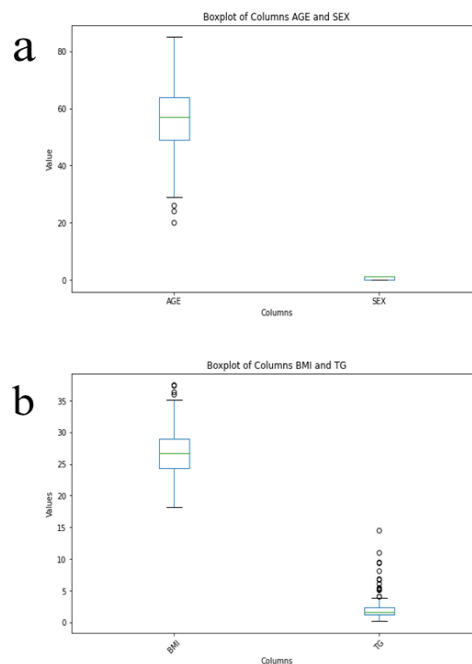 a
Boxplot of Columns AGE and SEX
80
60
40
20
0
Value
AGE
SEX
Columns
b
Boxplot of Columns BMI and TG
35
30
25
20
15
10
5
0
Values
BMI
TG
Columns